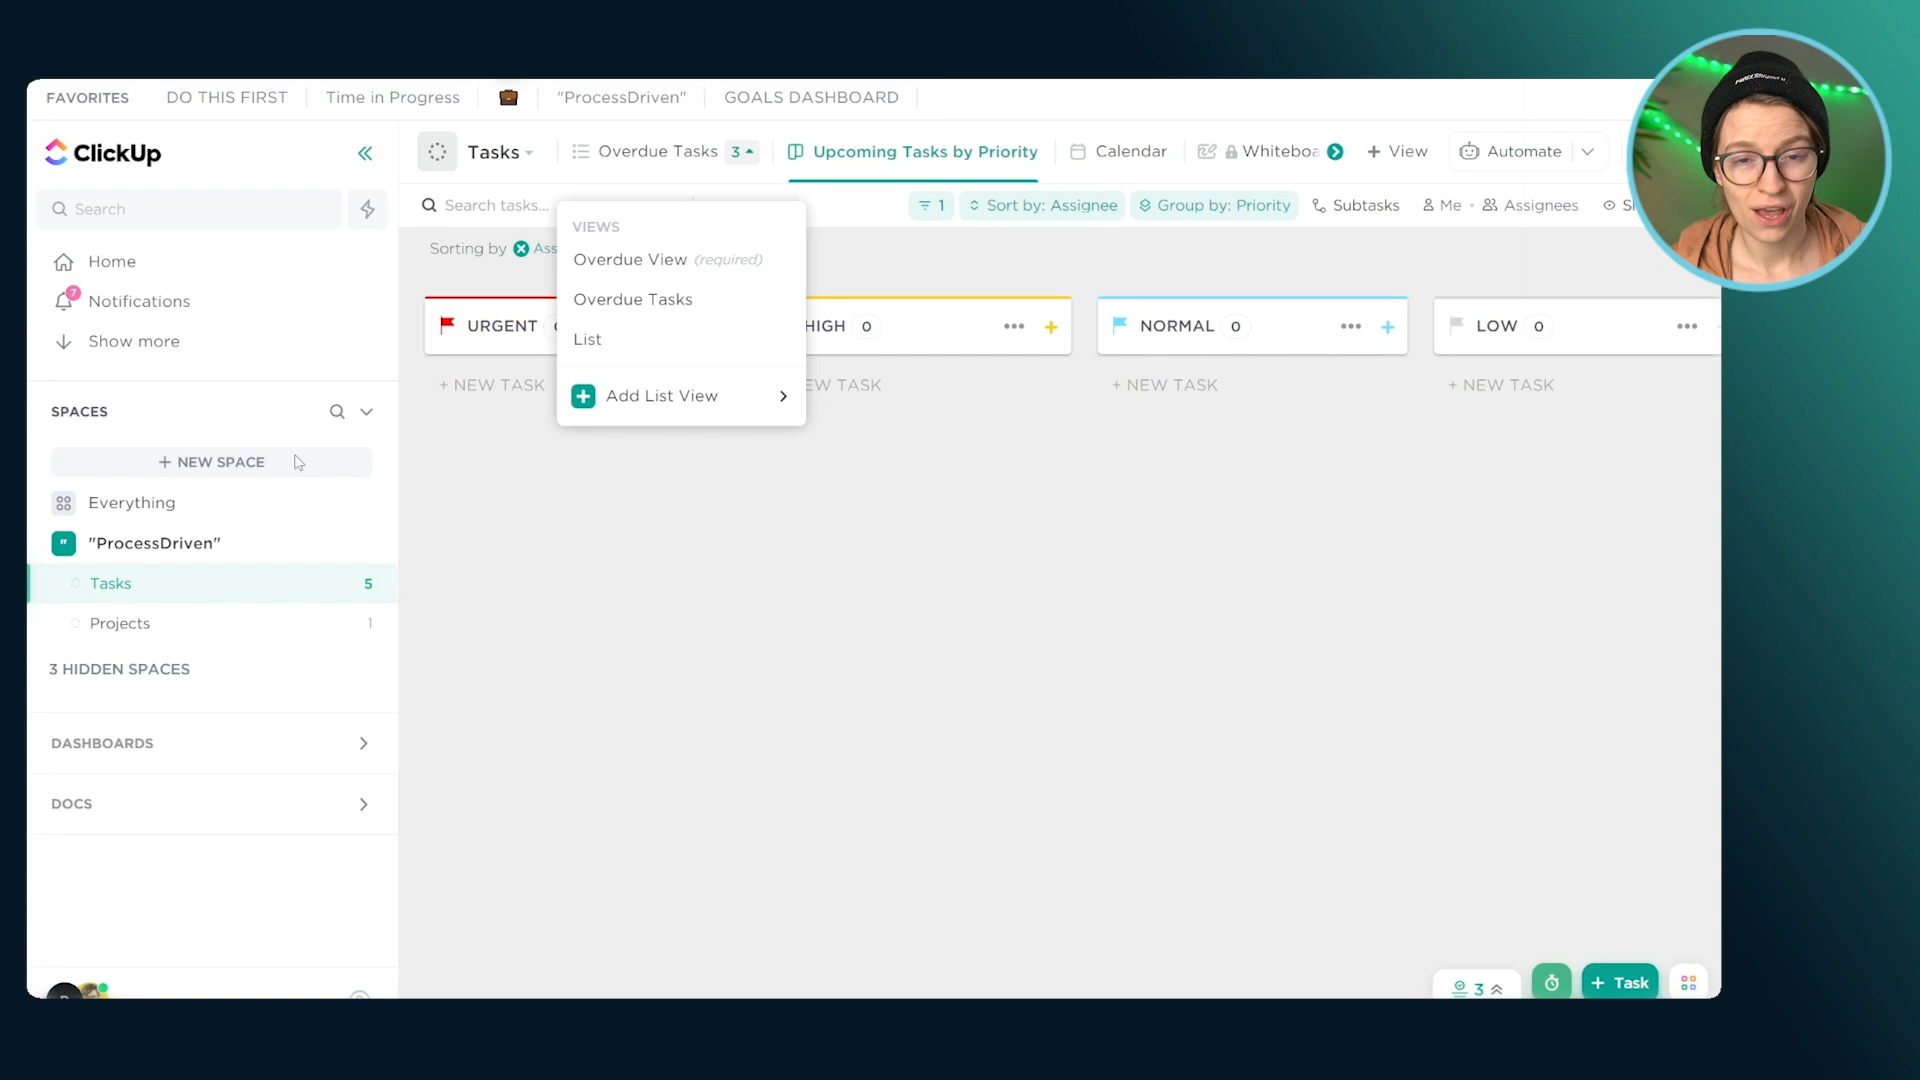 FAVORITES DO THIS FIRST Time in Progress "ProcessDriven" GOALS DASHBOARD
ClickUp
Tasks Overdue Tasks 3 Upcoming Tasks by Priority Calendar Whiteboa + View Automate
Search
Search tasks... 1 Sort by: Assignee Group by: Priority Subtasks Me Assignees
VIEWS
Sorting by Ass
Overdue View (required)
Overdue Tasks
List
Add List View
URGENT
HIGH 0
NORMAL 0
LOW 0
+ NEW TASK
EW TASK
+ NEW TASK
+ NEW TASK
Home
7
Notifications
Show more
SPACES
+ NEW SPACE
Everything
"ProcessDriven"
Tasks 5
Projects 1
3 HIDDEN SPACES
DASHBOARDS
DOCS
3
+ Task